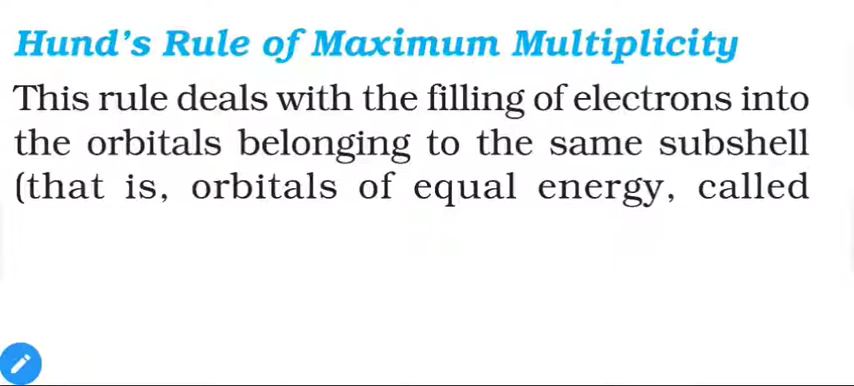 Hund's Rule of Maximum Multiplicity
This rule deals with the filling of electrons into
the orbitals belonging to the same subshell
(that is, orbitals of equal energy, called